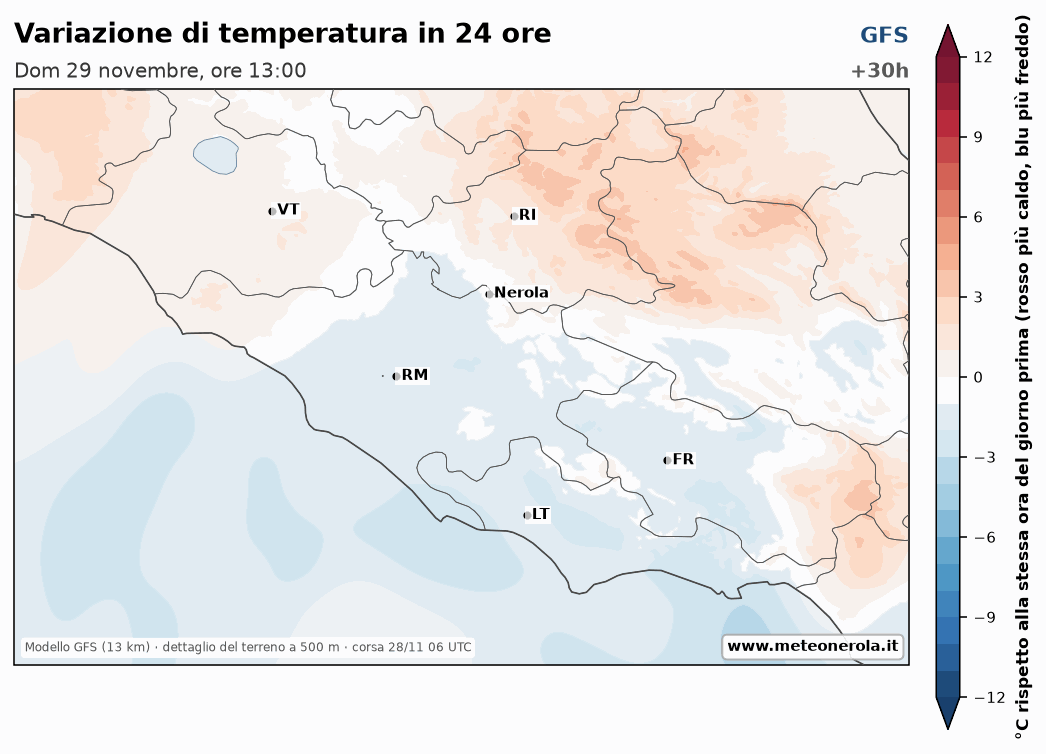 Variazione di temperatura in 24 ore
GFS
Dom 29 novembre, ore 13:00
+30h
VT
RI
Nerola
RM
FR
LT
Modello GFS (13 km) · dettaglio del terreno a 500 m · corsa 28/11 06 UTC
www.meteonerola.it
12
9
6
3
0
−3
−6
−9
−12
°C rispetto alla stessa ora del giorno prima (rosso più caldo, blu più freddo)